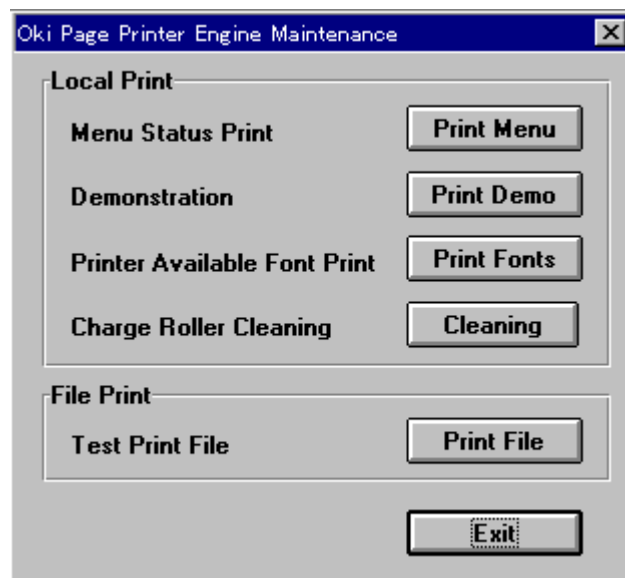 Oki Page Printer Engine Maintenance
Local Print
Menu Status Print Print Menu
Demonstration Print Demo
Printer Available Font Print Print Fonts
Charge Roller Cleaning Cleaning
File Print
Test Print File Print File
Exit